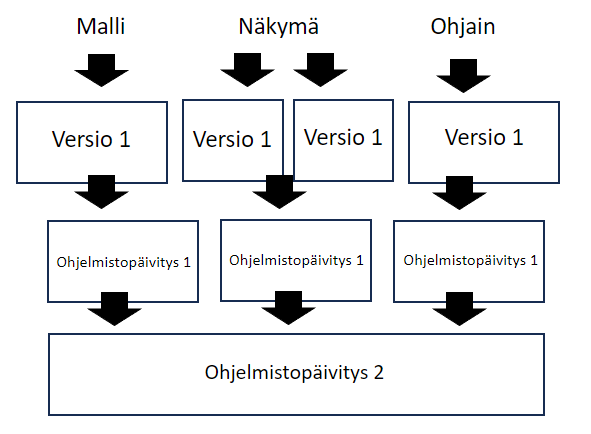 Malli Näkymä Ohjain
Versio 1 Versio 1 Versio 1 Versio 1
Ohjelmistopäivitys 1 Ohjelmistopäivitys 1 Ohjelmistopäivitys 1
Ohjelmistopäivitys 2